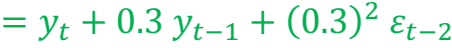 = y_t + 0.3 y_{t−1} + (0.3)² ε_{t−2}